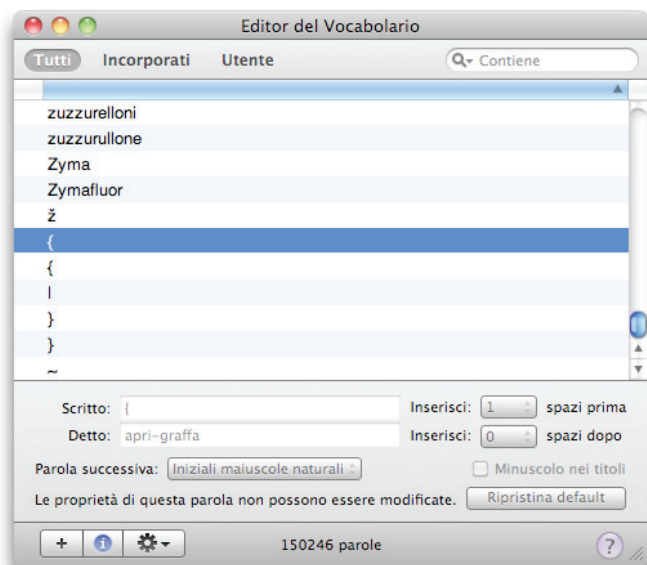 Editor del Vocabolario
Tutti Incorporati Utente Contiene
zuzzurelloni
zuzzurullone
Zyma
Zymafluor
ž
{
{
|
}
}
~
Scritto: { Inserisci: 1 spazi prima
Detto: apri-graffa Inserisci: 0 spazi dopo
Parola successiva: Iniziali maiuscole naturali Minuscolo nei titoli
Le proprietà di questa parola non possono essere modificate. Ripristina default
+ i 150246 parole ?